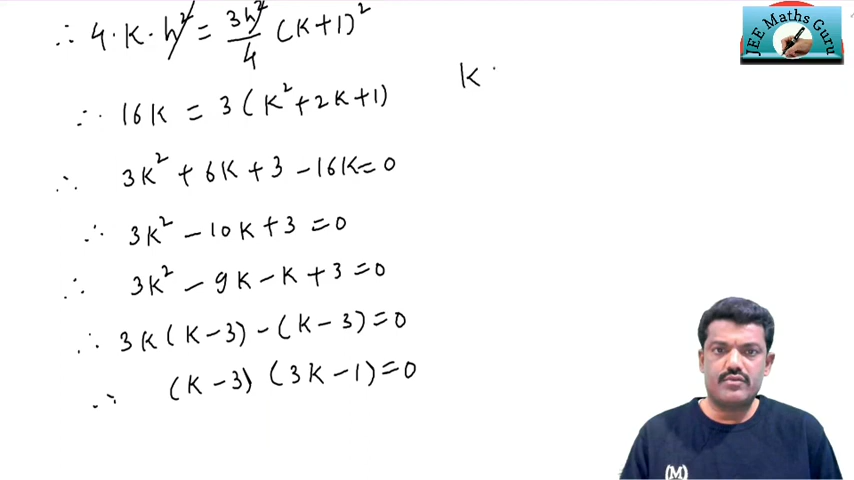 ∴ 4·K·h² = 3h²/4 (K+1)²
∴ 16K = 3(K²+2K+1)
∴ 3K² + 6K + 3 - 16K = 0
∴ 3K² - 10K + 3 = 0
∴ 3K² - 9K - K + 3 = 0
∴ 3K(K-3) - (K-3) = 0
∴ (K-3) (3K-1) = 0
K ·
JEE Maths Guru
(M)